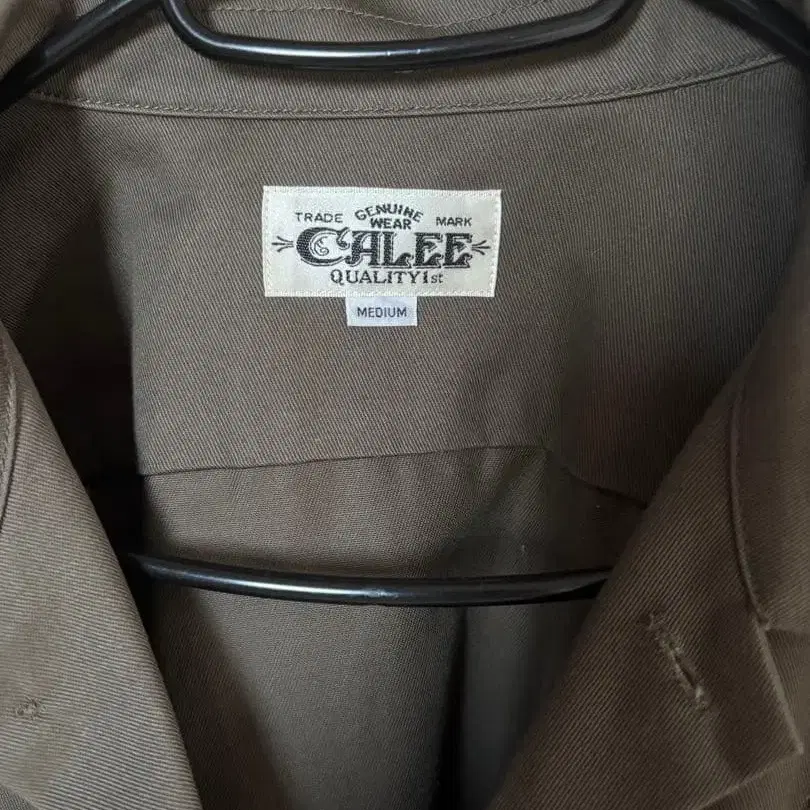 TRADE GENUINE WEAR MARK
CALEE
QUALITY 1st
MEDIUM